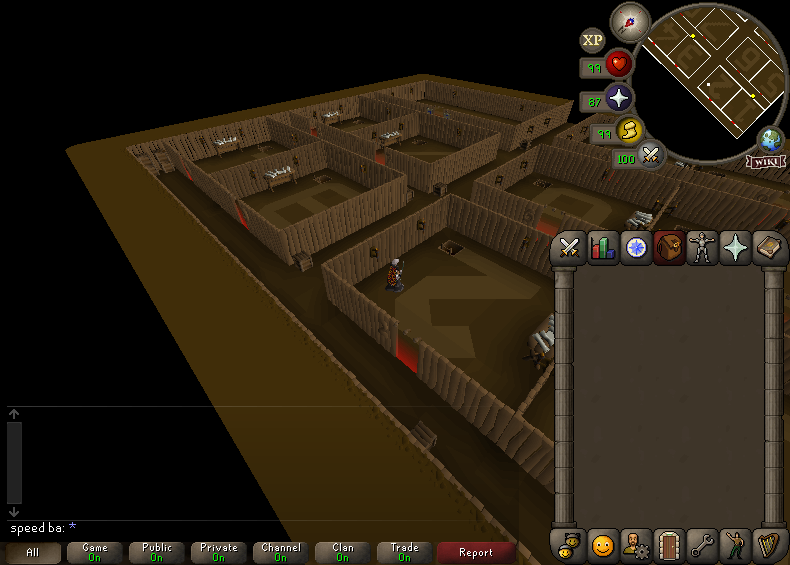 XP
99
87
99
100
WIKI
speed ba: *
All
Game
On
Public
On
Private
On
Channel
On
Clan
On
Trade
On
Report